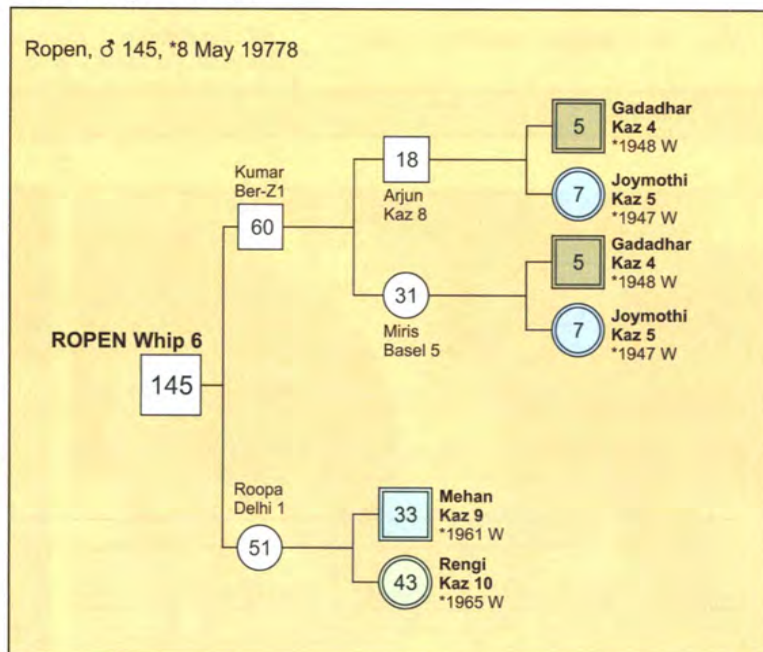 Ropen, ♂ 145, *8 May 19778
Gadadhar
Kaz 4
*1948 W
5
Kumar
Ber-Z1
18
Arjun
Kaz 8
Joymothi
Kaz 5
*1947 W
7
60
Gadadhar
Kaz 4
*1948 W
5
31
Miris
Basel 5
Joymothi
Kaz 5
*1947 W
7
ROPEN Whip 6
145
Roopa
Delhi 1
Mehan
Kaz 9
*1961 W
33
51
Rengi
Kaz 10
*1965 W
43